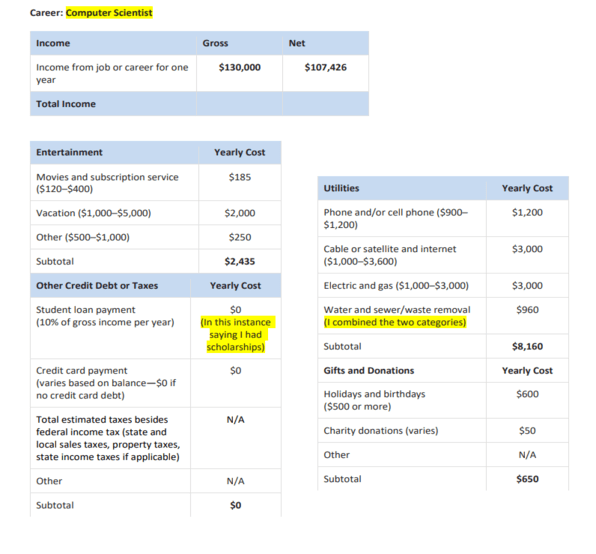 Career: Computer Scientist
Income Gross Net
Income from job or career for one $130,000 $107,426
year
Total Income
Entertainment Yearly Cost
Movies and subscription service $185
($120–$400)
Vacation ($1,000–$5,000) $2,000
Other ($500–$1,000) $250
Subtotal $2,435
Other Credit Debt or Taxes Yearly Cost
Student loan payment $0
(10% of gross income per year) (In this instance
saying I had
scholarships)
Credit card payment $0
(varies based on balance—$0 if
no credit card debt)
Total estimated taxes besides N/A
federal income tax (state and
local sales taxes, property taxes,
state income taxes if applicable)
Other N/A
Subtotal $0
Utilities Yearly Cost
Phone and/or cell phone ($900– $1,200
$1,200)
Cable or satellite and internet $3,000
($1,000–$3,600)
Electric and gas ($1,000–$3,000) $3,000
Water and sewer/waste removal $960
(I combined the two categories)
Subtotal $8,160
Gifts and Donations Yearly Cost
Holidays and birthdays $600
($500 or more)
Charity donations (varies) $50
Other N/A
Subtotal $650